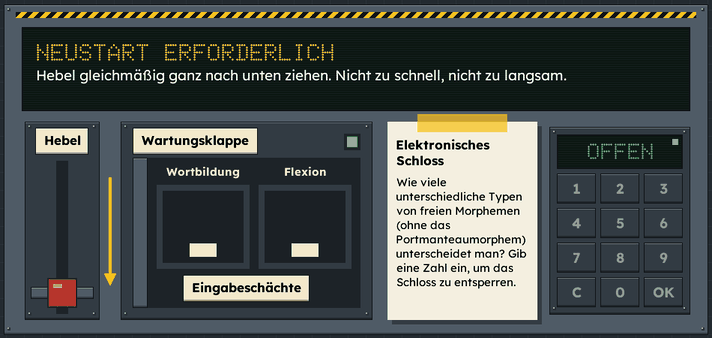 NEUSTART ERFORDERLICH
Hebel gleichmäßig ganz nach unten ziehen. Nicht zu schnell, nicht zu langsam.
Hebel
Wartungsklappe
Wortbildung
Flexion
Eingabeschächte
Elektronisches
Schloss
Wie viele
unterschiedliche Typen
von freien Morphemen
(ohne das
Portmanteaumorphem)
unterscheidet man? Gib
eine Zahl ein, um das
Schloss zu entsperren.
OFFEN
1 2 3
4 5 6
7 8 9
C 0 OK